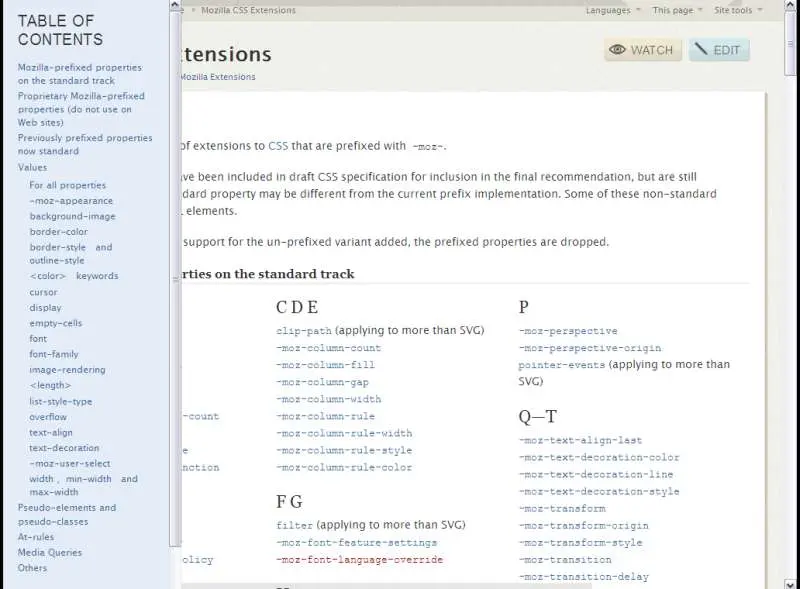 TABLE OF
CONTENTS
Mozilla-prefixed properties
on the standard track
Proprietary Mozilla-prefixed
properties (do not use on
Web sites)
Previously prefixed properties
now standard
Values
For all properties
-moz-appearance
background-image
border-color
border-style and
outline-style
<color> keywords
cursor
display
empty-cells
font
font-family
image-rendering
<length>
list-style-type
overflow
text-align
text-decoration
-moz-user-select
width , min-width and
max-width
Pseudo-elements and
pseudo-classes
At-rules
Media Queries
Others
e › Mozilla CSS Extensions
Languages
This page
Site tools
tensions
WATCH
EDIT
Mozilla Extensions
of extensions to CSS that are prefixed with -moz-.
ve been included in draft CSS specification for inclusion in the final recommendation, but are still
dard property may be different from the current prefix implementation. Some of these non-standard
elements.
support for the un-prefixed variant added, the prefixed properties are dropped.
rties on the standard track
-count
e
nction
olicy
C D E
clip-path (applying to more than SVG)
-moz-column-count
-moz-column-fill
-moz-column-gap
-moz-column-width
-moz-column-rule
-moz-column-rule-width
-moz-column-rule-style
-moz-column-rule-color
F G
filter (applying to more than SVG)
-moz-font-feature-settings
-moz-font-language-override
P
-moz-perspective
-moz-perspective-origin
pointer-events (applying to more than
SVG)
Q—T
-moz-text-align-last
-moz-text-decoration-color
-moz-text-decoration-line
-moz-text-decoration-style
-moz-transform
-moz-transform-origin
-moz-transform-style
-moz-transition
-moz-transition-delay